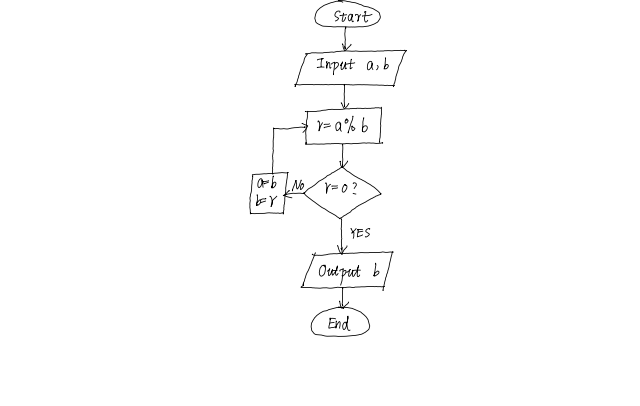 Start
Input a, b
r=a%b
r=0?
No
a=b
b=r
YES
Output b
End